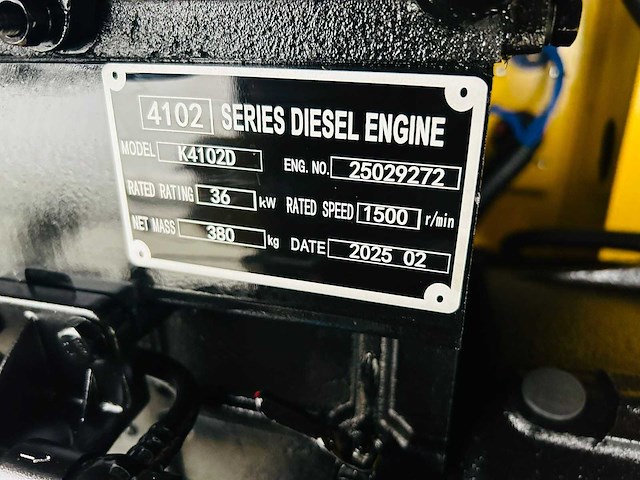 4102 SERIES DIESEL ENGINE
MODEL K4102D ENG. NO. 25029272
RATED RATING 36 kW RATED SPEED 1500 r/min
NET MASS 380 kg DATE 2025 02